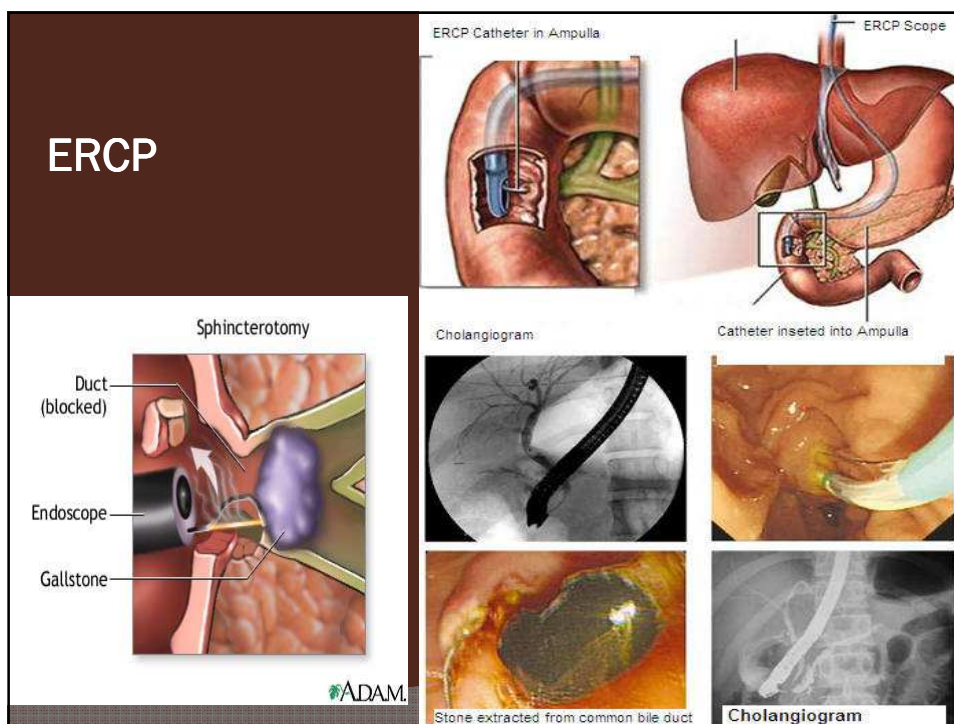 ERCP
ERCP Catheter in Ampulla
ERCP Scope
Catheter inseted into Ampulla
Sphincterotomy
Duct
(blocked)
Endoscope
Gallstone
ADAM.
Cholangiogram
Stone extracted from common bile duct
Cholangiogram